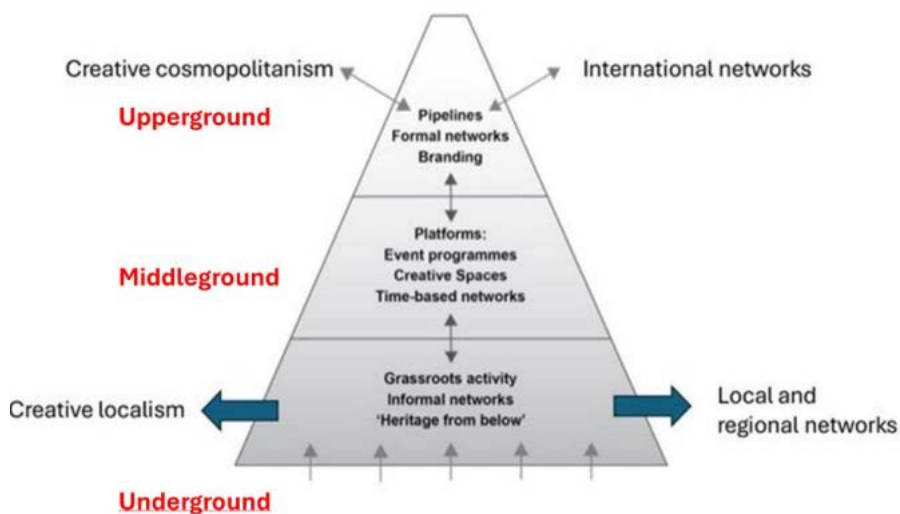 Creative cosmopolitanism
International networks
Upperground
Pipelines
Formal networks
Branding
Middleground
Platforms:
Event programmes
Creative Spaces
Time-based networks
Creative localism
Grassroots activity
Informal networks
'Heritage from below'
Local and
regional networks
Underground